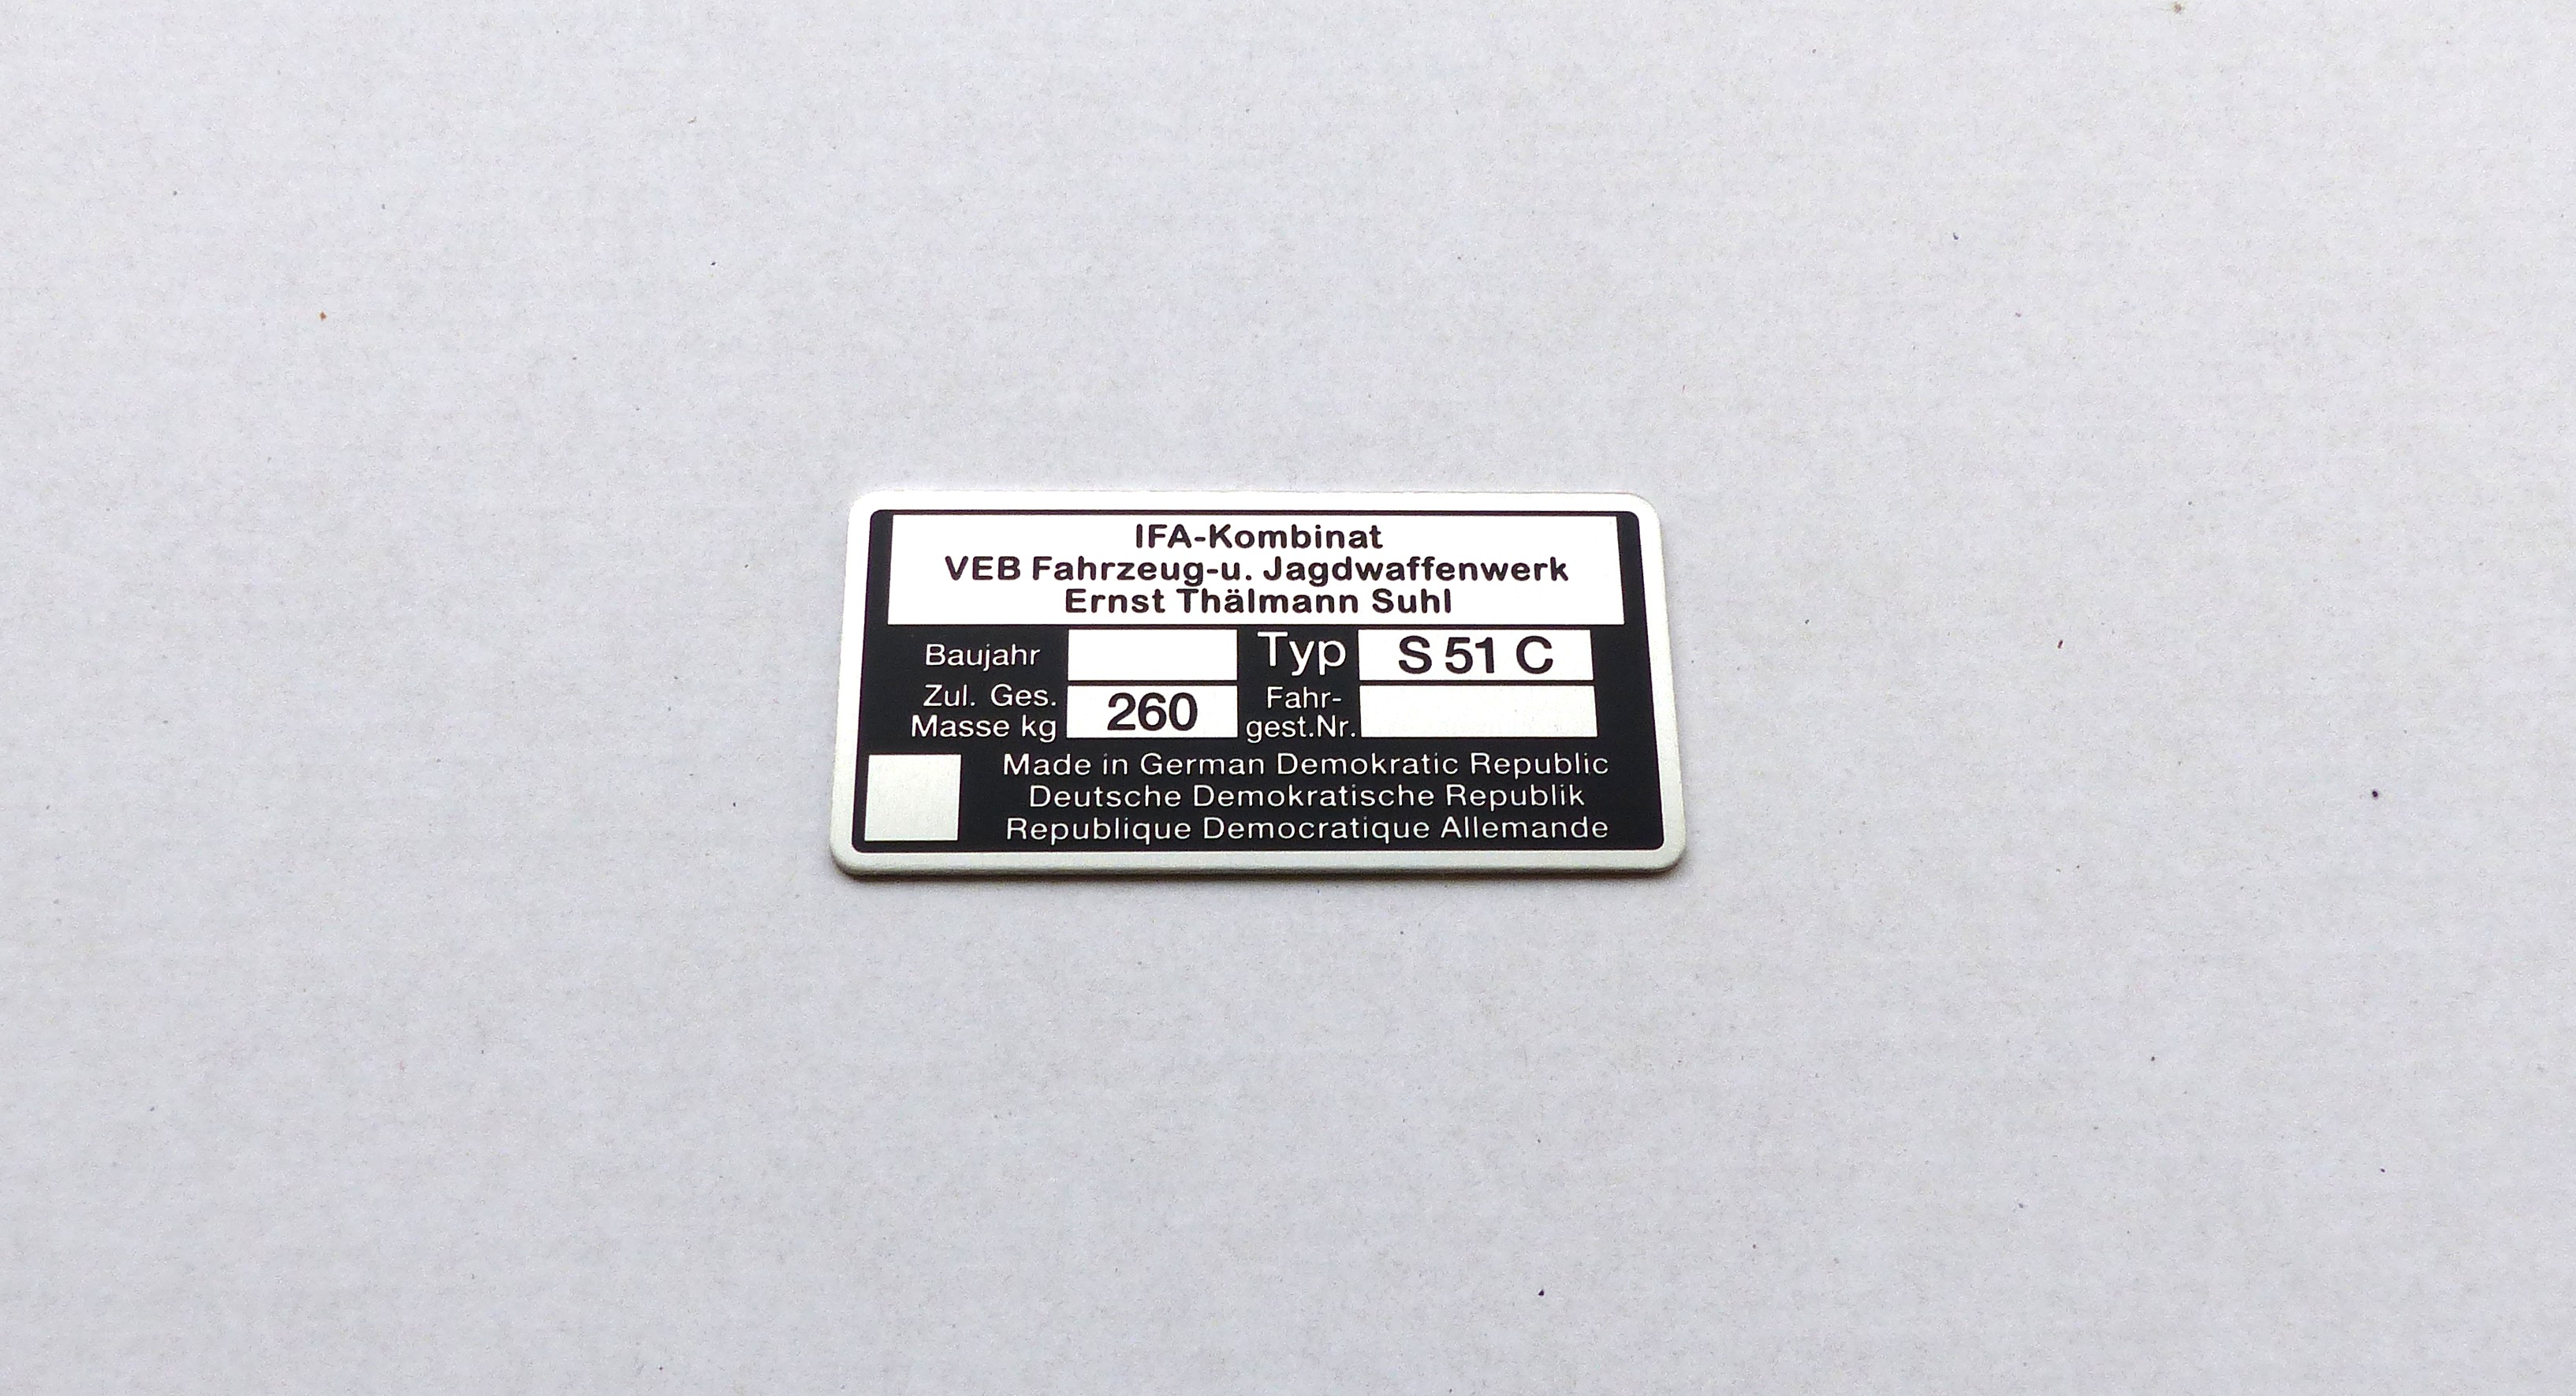 IFA-Kombinat
VEB Fahrzeug-u. Jagdwaffenwerk
Ernst Thälmann Suhl
Baujahr Typ S 51 C
Zul. Ges. Masse kg 260 Fahr-gest.Nr.
Made in German Demokratic Republic
Deutsche Demokratische Republik
Republique Democratique Allemande